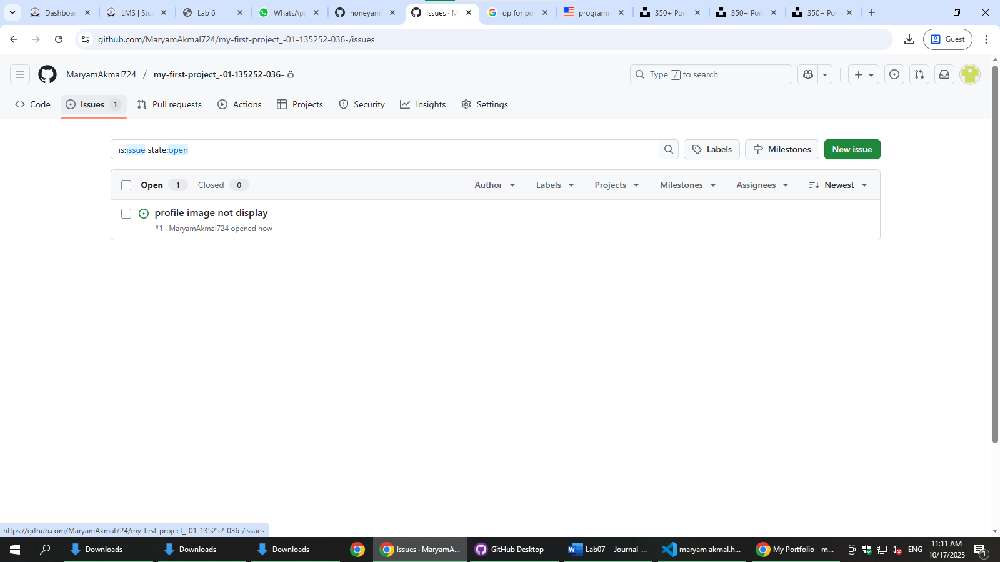 Dashboar
LMS | Stu
Lab 6
WhatsAp
honeyaml
Issues · M
dp for po
program
350+ Por
350+ Por
350+ Por
github.com/MaryamAkmal724/my-first-project_-01-135252-036-/issues
Guest
MaryamAkmal724 / my-first-project_-01-135252-036-
Type / to search
Code
Issues 1
Pull requests
Actions
Projects
Security
Insights
Settings
is:issue state:open
Labels
Milestones
New issue
Open 1 Closed 0
Author
Labels
Projects
Milestones
Assignees
Newest
profile image not display
#1 · MaryamAkmal724 opened now
https://github.com/MaryamAkmal724/my-first-project_-01-135252-036-/issues
Downloads
Downloads
Downloads
Issues · MaryamA...
GitHub Desktop
Lab07---Journal-...
maryam akmal.h...
My Portfolio - m...
ENG
11:11 AM
10/17/2025
1